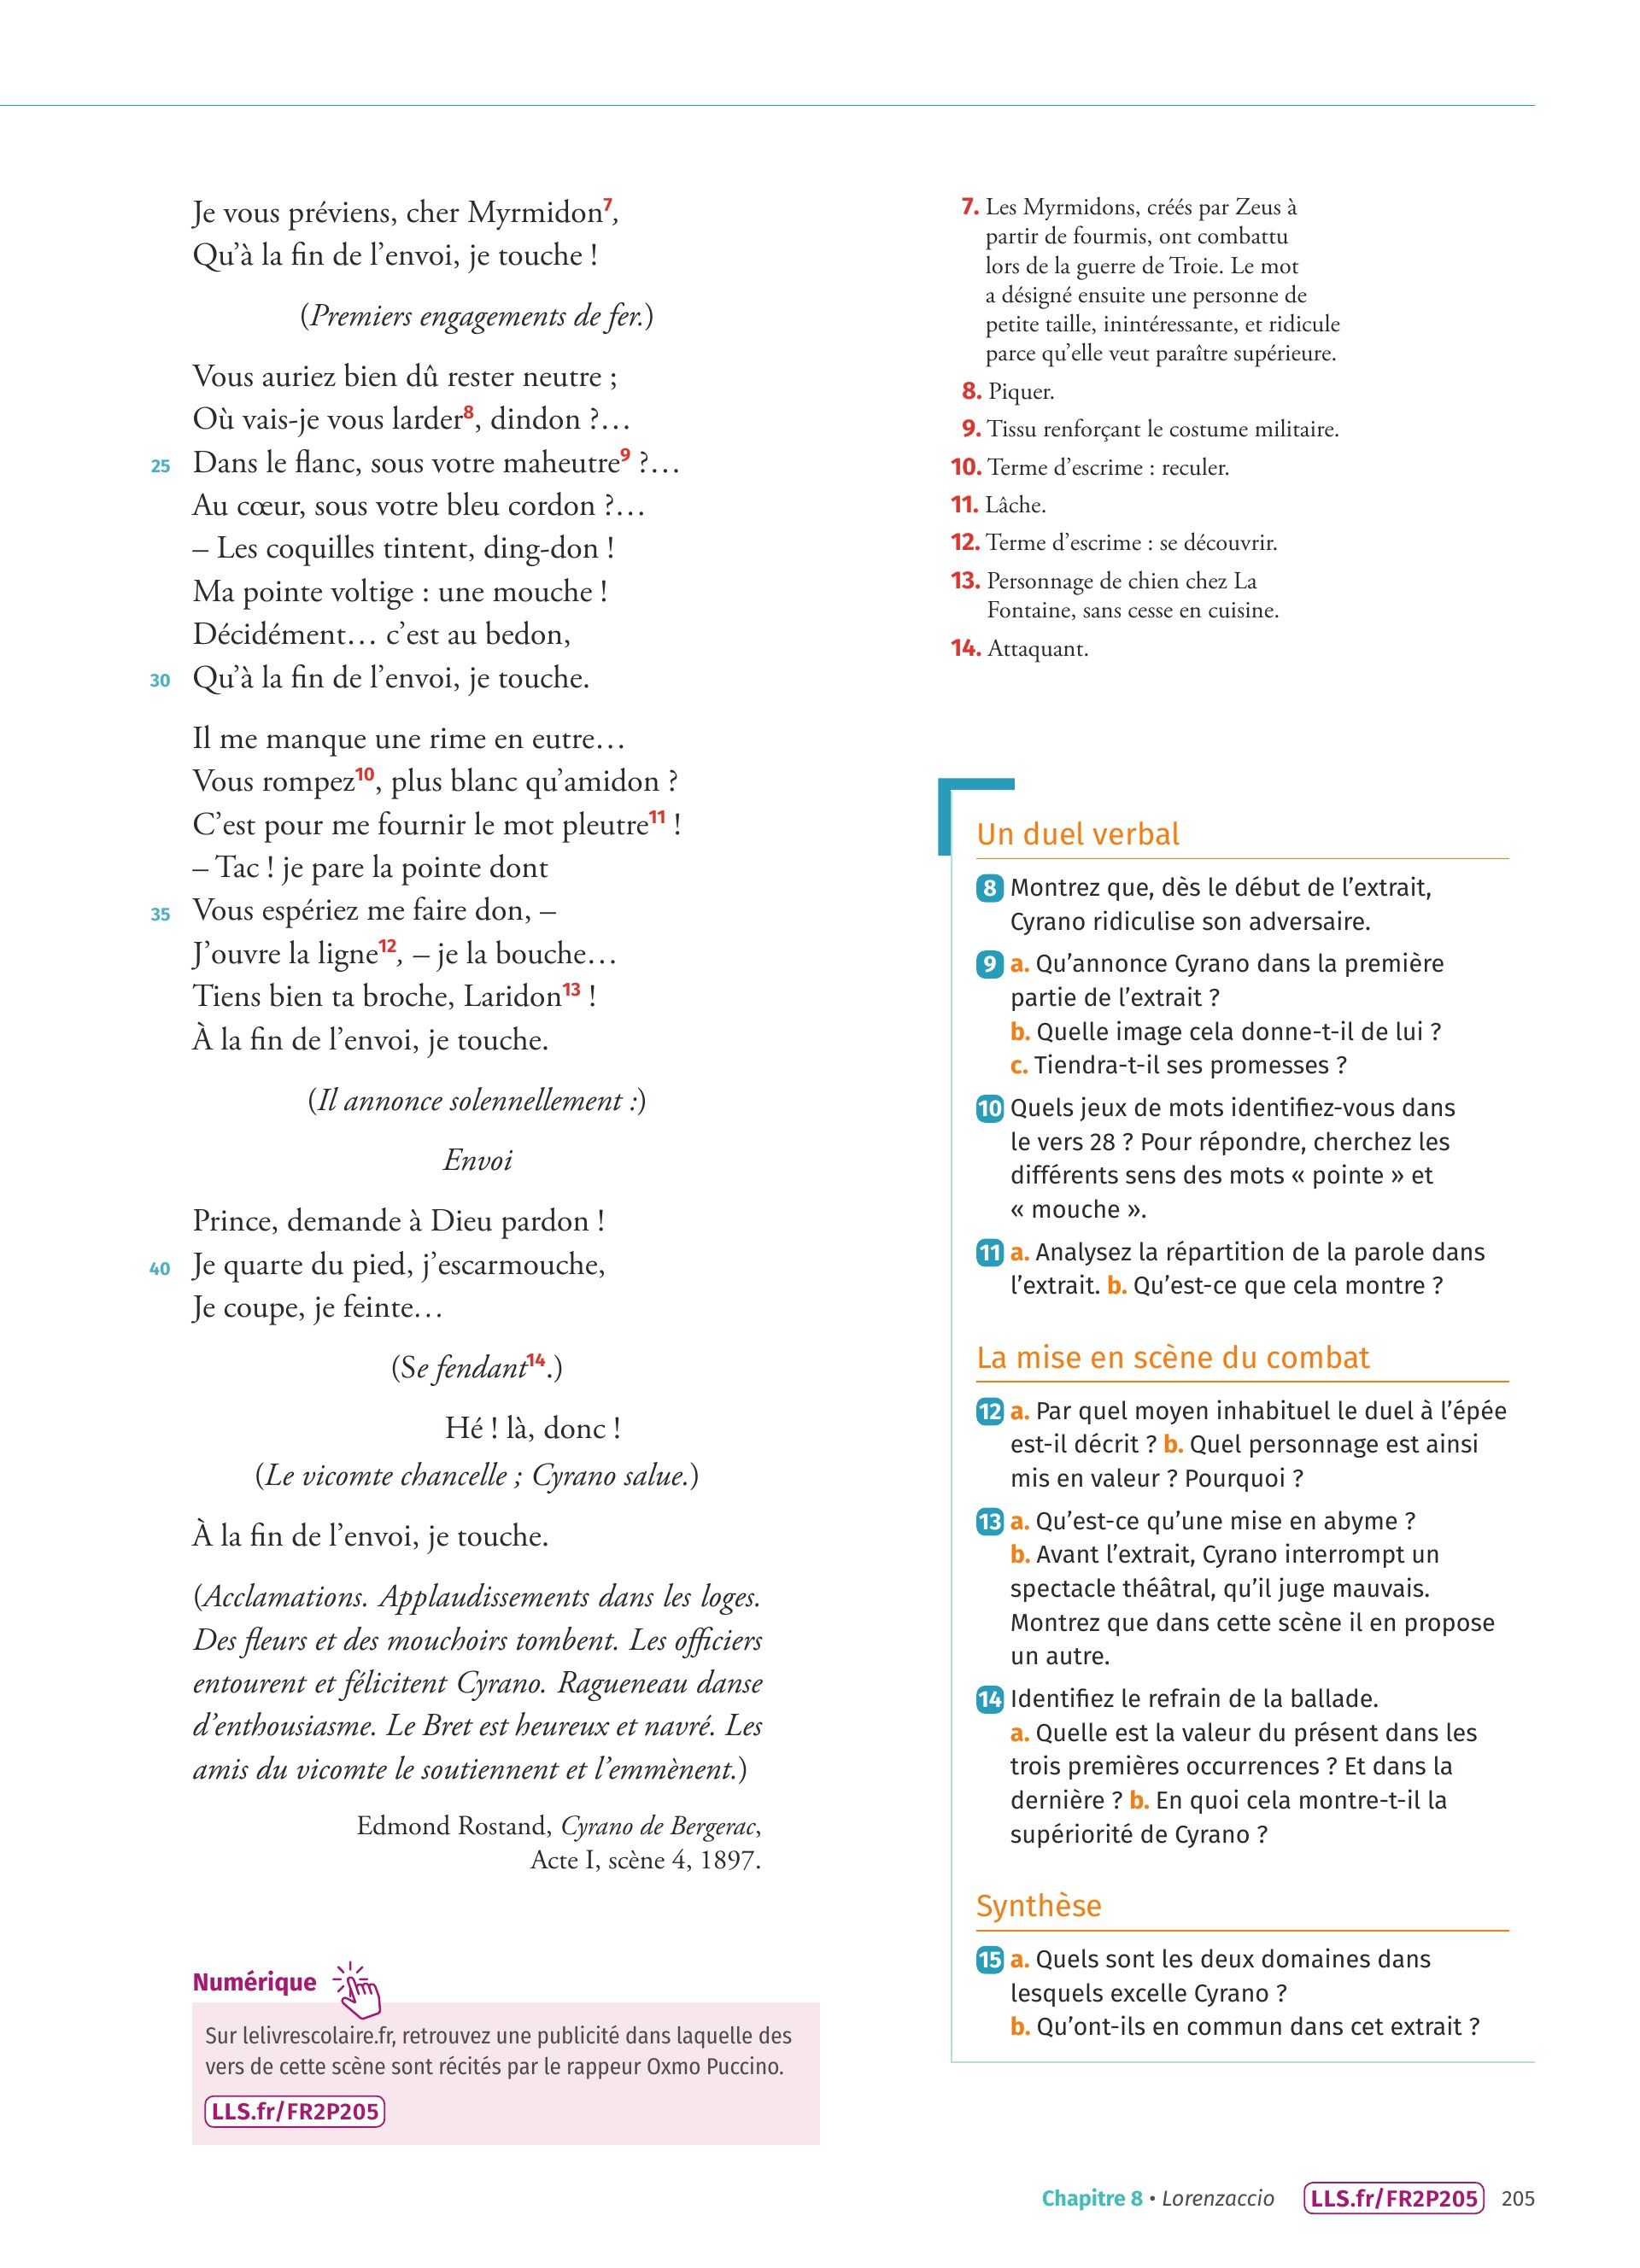 Je vous préviens, cher Myrmidon7,
Qu’à la fin de l’envoi, je touche !
(Premiers engagements de fer.)
Vous auriez bien dû rester neutre ;
Où vais-je vous larder8, dindon ?…
25 Dans le flanc, sous votre maheutre9 ?…
Au cœur, sous votre bleu cordon ?…
– Les coquilles tintent, ding-don !
Ma pointe voltige : une mouche !
Décidément… c’est au bedon,
30 Qu’à la fin de l’envoi, je touche.
Il me manque une rime en eutre…
Vous rompez10, plus blanc qu’amidon ?
C’est pour me fournir le mot pleutre11 !
– Tac ! je pare la pointe dont
35 Vous espériez me faire don, –
J’ouvre la ligne12, – je la bouche…
Tiens bien ta broche, Laridon13 !
À la fin de l’envoi, je touche.
(Il annonce solennellement :)
Envoi
Prince, demande à Dieu pardon !
40 Je quarte du pied, j’escarmouche,
Je coupe, je feinte…
(Se fendant14.)
Hé ! là, donc !
(Le vicomte chancelle ; Cyrano salue.)
À la fin de l’envoi, je touche.
(Acclamations. Applaudissements dans les loges.
Des fleurs et des mouchoirs tombent. Les officiers
entourent et félicitent Cyrano. Ragueneau danse
d’enthousiasme. Le Bret est heureux et navré. Les
amis du vicomte le soutiennent et l’emmènent.)
Edmond Rostand, Cyrano de Bergerac,
Acte I, scène 4, 1897.
Numérique
Sur lelivrescolaire.fr, retrouvez une publicité dans laquelle des
vers de cette scène sont récités par le rappeur Oxmo Puccino.
LLS.fr/FR2P205
7. Les Myrmidons, créés par Zeus à
partir de fourmis, ont combattu
lors de la guerre de Troie. Le mot
a désigné ensuite une personne de
petite taille, inintéressante, et ridicule
parce qu’elle veut paraître supérieure.
8. Piquer.
9. Tissu renforçant le costume militaire.
10. Terme d’escrime : reculer.
11. Lâche.
12. Terme d’escrime : se découvrir.
13. Personnage de chien chez La
Fontaine, sans cesse en cuisine.
14. Attaquant.
Un duel verbal
8 Montrez que, dès le début de l’extrait,
Cyrano ridiculise son adversaire.
9 a. Qu’annonce Cyrano dans la première
partie de l’extrait ?
b. Quelle image cela donne-t-il de lui ?
c. Tiendra-t-il ses promesses ?
10 Quels jeux de mots identifiez-vous dans
le vers 28 ? Pour répondre, cherchez les
différents sens des mots « pointe » et
« mouche ».
11 a. Analysez la répartition de la parole dans
l’extrait. b. Qu’est-ce que cela montre ?
La mise en scène du combat
12 a. Par quel moyen inhabituel le duel à l’épée
est-il décrit ? b. Quel personnage est ainsi
mis en valeur ? Pourquoi ?
13 a. Qu’est-ce qu’une mise en abyme ?
b. Avant l’extrait, Cyrano interrompt un
spectacle théâtral, qu’il juge mauvais.
Montrez que dans cette scène il en propose
un autre.
14 Identifiez le refrain de la ballade.
a. Quelle est la valeur du présent dans les
trois premières occurrences ? Et dans la
dernière ? b. En quoi cela montre-t-il la
supériorité de Cyrano ?
Synthèse
15 a. Quels sont les deux domaines dans
lesquels excelle Cyrano ?
b. Qu’ont-ils en commun dans cet extrait ?
Chapitre 8 • Lorenzaccio LLS.fr/FR2P205 205